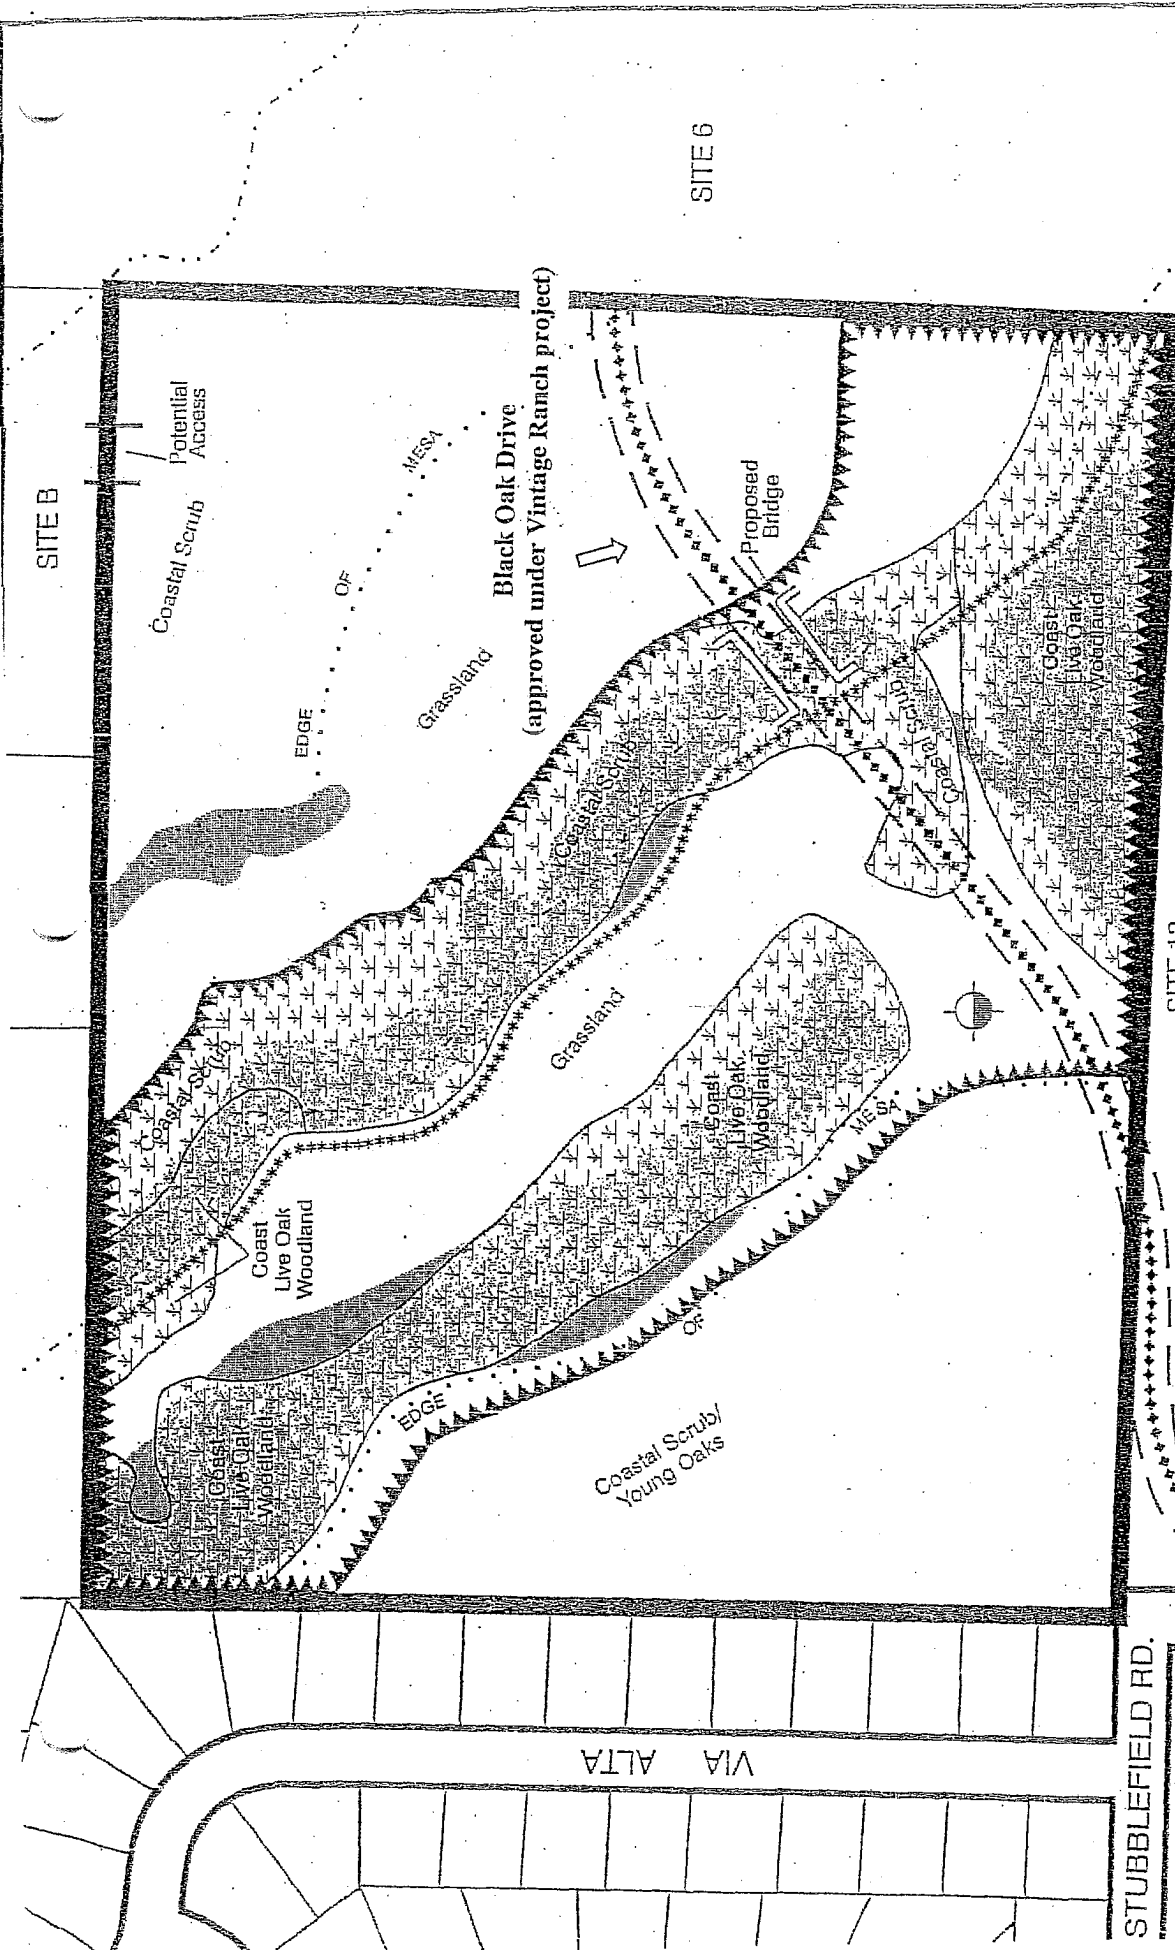 SITE B
SITE 6
Potential
Access
Coastal Scrub
EDGE
OF
MESA
Grassland
Black Oak Drive
(approved under Vintage Ranch project)
Proposed
Bridge
Coastal Scrub
Coastal Scrub
Coastal Scrub
Coast
Live Oak
Woodland
Grassland
Coast
Live Oak
Woodland
Coast
Live Oak
Woodland
Coast
Live Oak
Woodland
EDGE
OF
MESA
Coastal Scrub/
Young Oaks
VIA ALTA
STUBBLEFIELD RD.